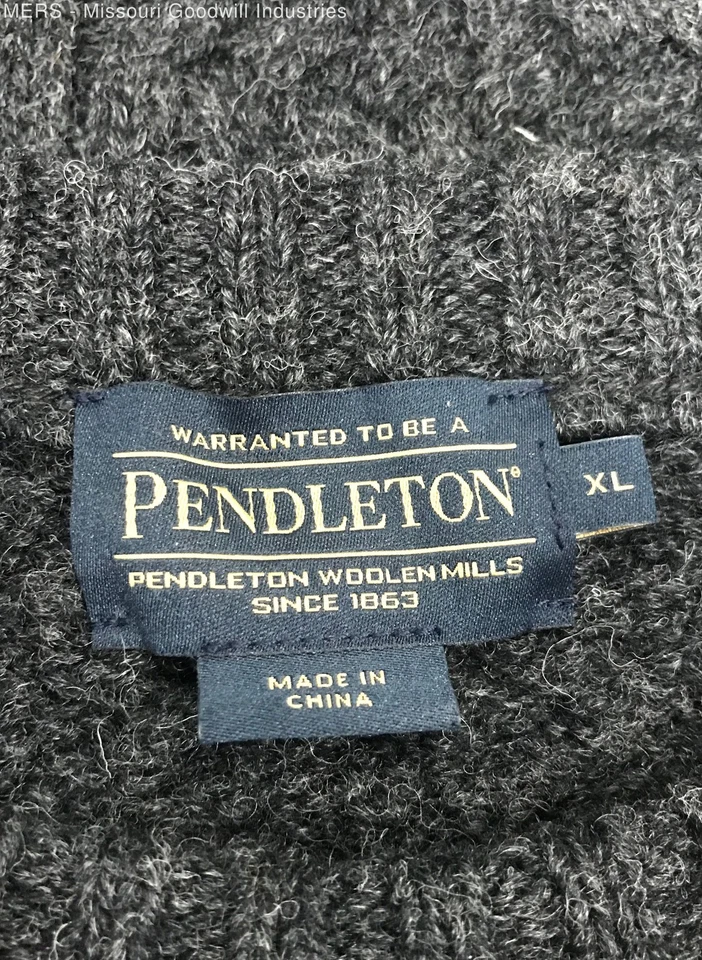 MERS - Missouri Goodwill Industries
WARRANTED TO BE A
PENDLETON®
XL
PENDLETON WOOLEN MILLS
SINCE 1863
MADE IN
CHINA